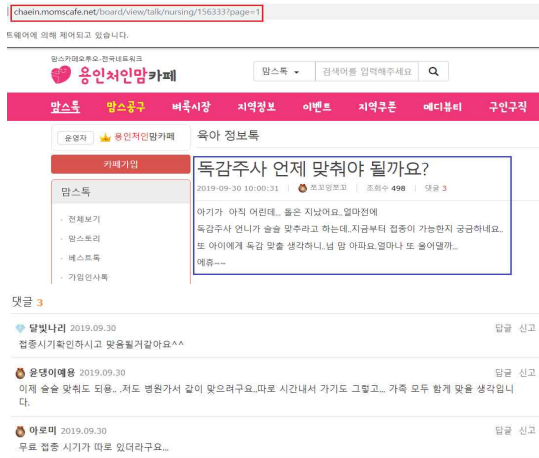 chaein.momscafe.net/board/view/talk/nursing/156333?page=1
트웨어에 의해 제어되고 있습니다.
맘스카페오투오-전국네트워크
용인처인맘카페
맘스톡
검색어를 입력해주세요
맘스톡 맘스공구 벼룩시장 지역정보 이벤트 지역쿠폰 메디뷰티 구인구직
운영자 용인처인맘카페
육아 정보톡
카페가입
독감주사 언제 맞춰야 될까요?
2019-09-30 10:00:31 쪼꼬밍쪼꼬 조회수 498 댓글 3
맘스톡
아기가 아직 어린데,,, 돌은 지났어요..얼마전에
전체보기
독감주사 언니가 슬슬 맞추라고 하는데..지금부터 접종이 가능한지 궁금하네요..
맘스토리
또 아이에게 독감 맞출 생각하니..넘 맘 아파요.얼마나 또 울어댈까...
베스트톡
에휴~~
가입인사톡
댓글 3
달빛나리 2019.09.30 답글 신고
접종시기확인하시고 맞음될거같아요^^
윤댕이예용 2019.09.30 답글 신고
이제 슬슬 맞춰도 되용.. .저도 병원가서 같이 맞으려구요..따로 시간내서 가기도 그렇고... 가족 모두 함께 맞을 생각입니
다.
아로미 2019.09.30 답글 신고
무료 접종 시기가 따로 있더라구요...